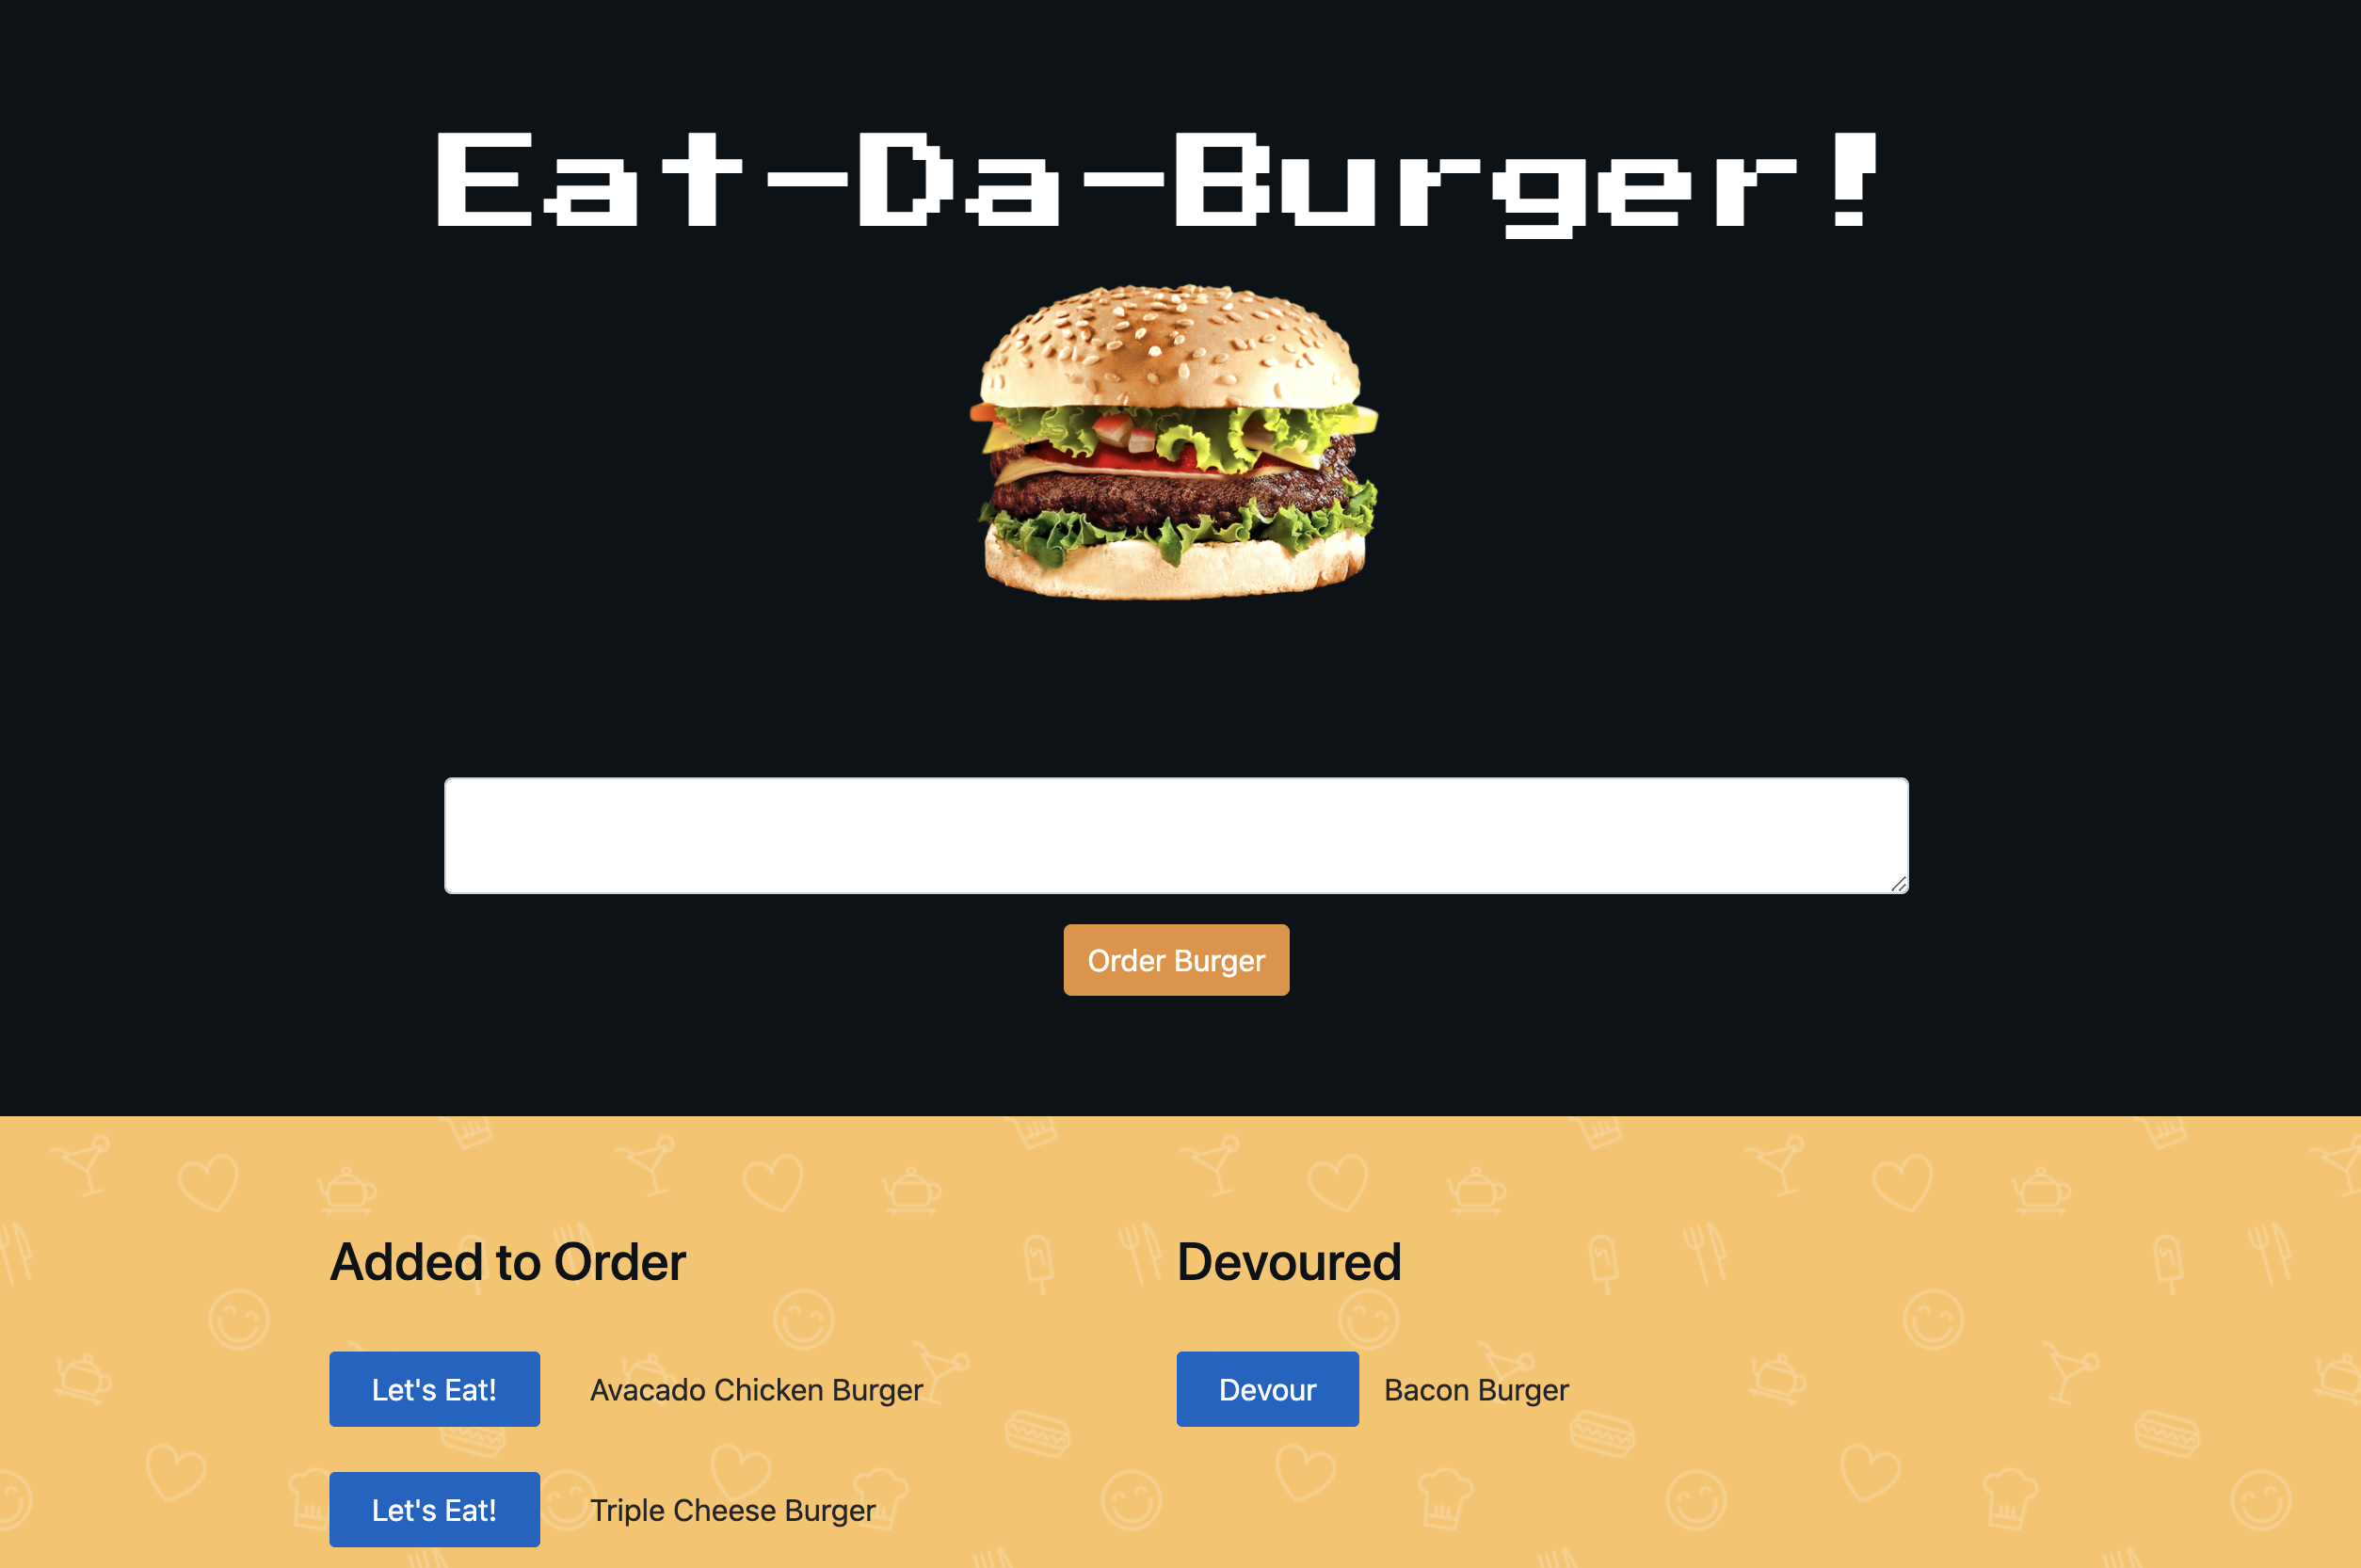 Eat-Da-Burger!
Order Burger
Added to Order
Let's Eat! Avacado Chicken Burger
Let's Eat! Triple Cheese Burger
Devoured
Devour Bacon Burger